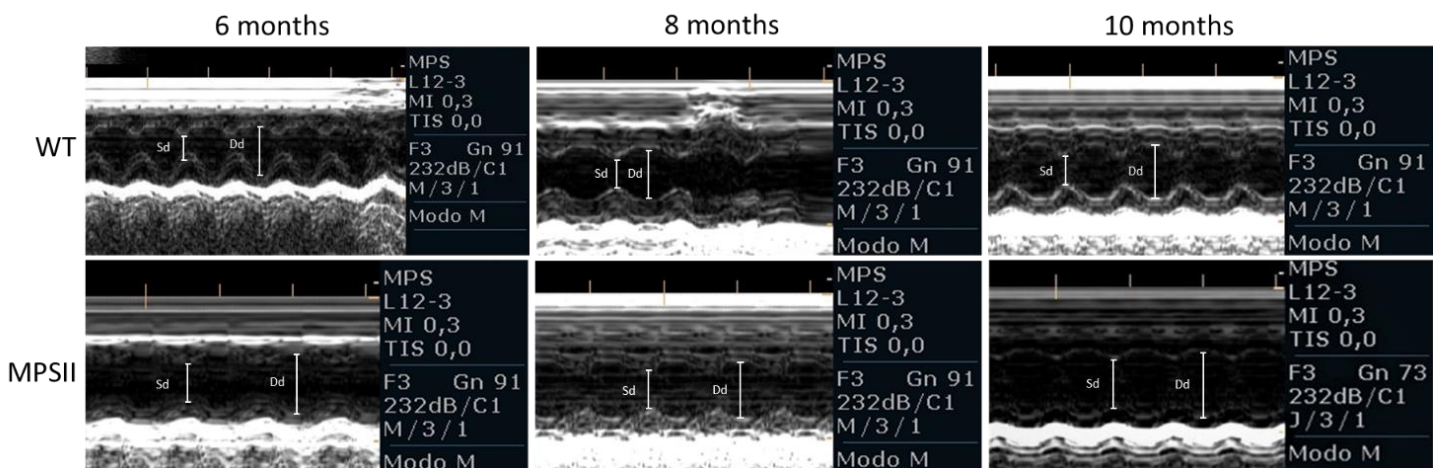 6 months
8 months
10 months
WT
MPS
L12-3
MI 0,3
TIS 0,0
F3 Gn 91
232dB/C1
M/3/1
Modo M
Sd
Dd
MPS
L12-3
MI 0,3
TIS 0,0
F3 Gn 91
232dB/C1
M/3/1
Modo M
Sd
Dd
MPS
L12-3
MI 0,3
TIS 0,0
F3 Gn 91
232dB/C1
M/3/1
Modo M
Sd
Dd
MPSII
MPS
L12-3
MI 0,3
TIS 0,0
F3 Gn 91
232dB/C1
M/3/1
Modo M
Sd
Dd
MPS
L12-3
MI 0,3
TIS 0,0
F3 Gn 91
232dB/C1
M/3/1
Modo M
Sd
Dd
MPS
L12-3
MI 0,3
TIS 0,0
F3 Gn 73
232dB/C1
J/3/1
Modo M
Sd
Dd